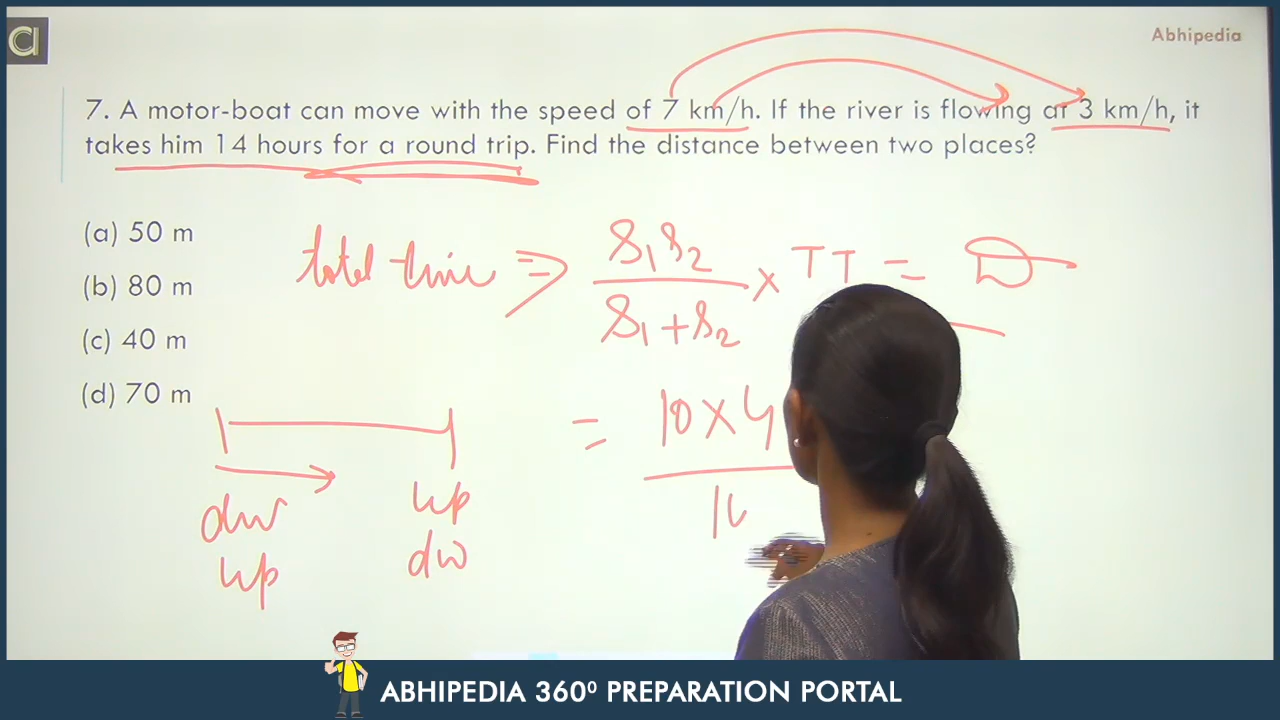 a
Abhipedia
7. A motor-boat can move with the speed of 7 km/h. If the river is flowing at 3 km/h, it
takes him 14 hours for a round trip. Find the distance between two places?
(a) 50 m
(b) 80 m
(c) 40 m
(d) 70 m
total time ⇒ S₁S₂ / S₁+S₂ × TT = D
= 10×4 / 14
dw up
up dw
ABHIPEDIA 360⁰ PREPARATION PORTAL